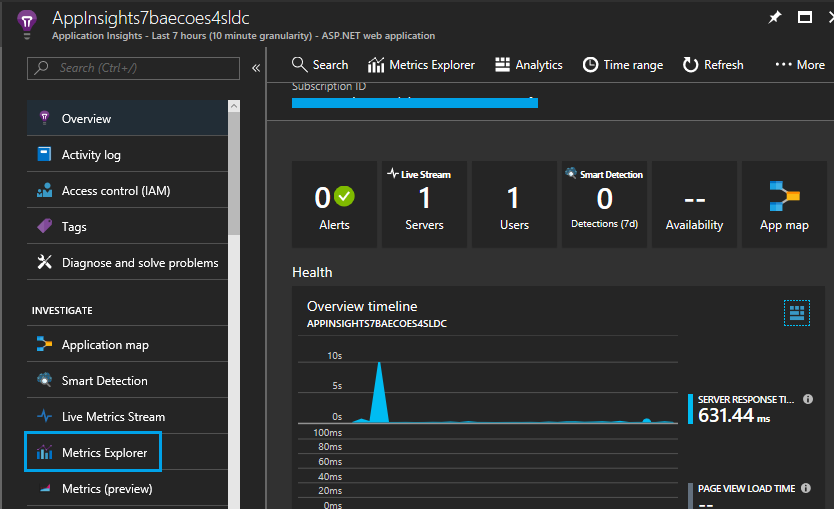 AppInsights7baecoes4sldc
Application Insights - Last 7 hours (10 minute granularity) - ASP.NET web application
Search (Ctrl+/)
Overview
Activity log
Access control (IAM)
Tags
Diagnose and solve problems
INVESTIGATE
Application map
Smart Detection
Live Metrics Stream
Metrics Explorer
Metrics (preview)
Search
Metrics Explorer
Analytics
Time range
Refresh
More
Subscription ID
0
Alerts
Live Stream
1
Servers
1
Users
Smart Detection
0
Detections (7d)
--
Availability
App map
Health
Overview timeline
APPINSIGHTS7BAECOES4SLDC
10s
5s
0s
100ms
80ms
60ms
40ms
20ms
0ms
SERVER RESPONSE TI...
631.44 ms
PAGE VIEW LOAD TIME
--